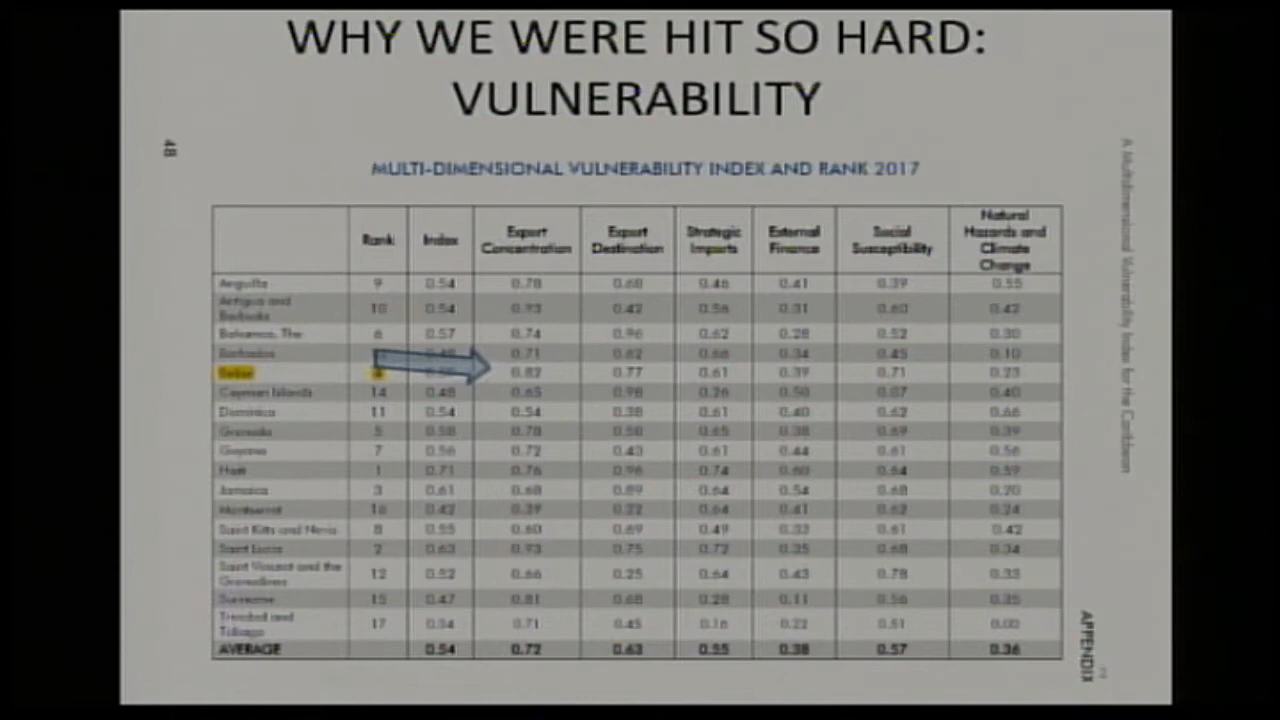 WHY WE WERE HIT SO HARD:
VULNERABILITY
48
MULTI-DIMENSIONAL VULNERABILITY INDEX AND RANK 2017
Rank Index Export Concentration Export Destination Strategic Imports External Finance Social Susceptibility Natural Hazards and Climate Change
Anguilla 9 0.54 0.78 0.68 0.46 0.41 0.39 0.55
Antigua and Barbuda 10 0.54 0.93 0.42 0.56 0.31 0.60 0.42
Bahamas, The 6 0.57 0.74 0.96 0.62 0.28 0.52 0.30
Barbados 0.71 0.62 0.66 0.34 0.45 0.10
Belize 4 0.82 0.77 0.61 0.39 0.71 0.23
Cayman Islands 14 0.48 0.65 0.98 0.26 0.50 0.07 0.40
Dominica 11 0.54 0.54 0.38 0.61 0.40 0.62 0.66
Grenada 5 0.58 0.78 0.50 0.65 0.38 0.69 0.39
Guyana 7 0.56 0.72 0.43 0.61 0.44 0.61 0.56
Haiti 1 0.71 0.76 0.96 0.74 0.60 0.64 0.59
Jamaica 3 0.61 0.68 0.89 0.64 0.54 0.68 0.20
Montserrat 16 0.42 0.39 0.22 0.64 0.41 0.62 0.24
Saint Kitts and Nevis 8 0.55 0.60 0.89 0.49 0.33 0.61 0.42
Saint Lucia 2 0.63 0.93 0.75 0.72 0.35 0.68 0.34
Saint Vincent and the Grenadines 12 0.52 0.66 0.25 0.64 0.43 0.78 0.33
Suriname 15 0.47 0.81 0.68 0.28 0.11 0.56 0.35
Trinidad and Tobago 17 0.34 0.71 0.45 0.16 0.22 0.51 0.00
AVERAGE 0.54 0.72 0.63 0.55 0.38 0.57 0.36
A Multidimensional Vulnerability Index for the Caribbean
APPENDIX